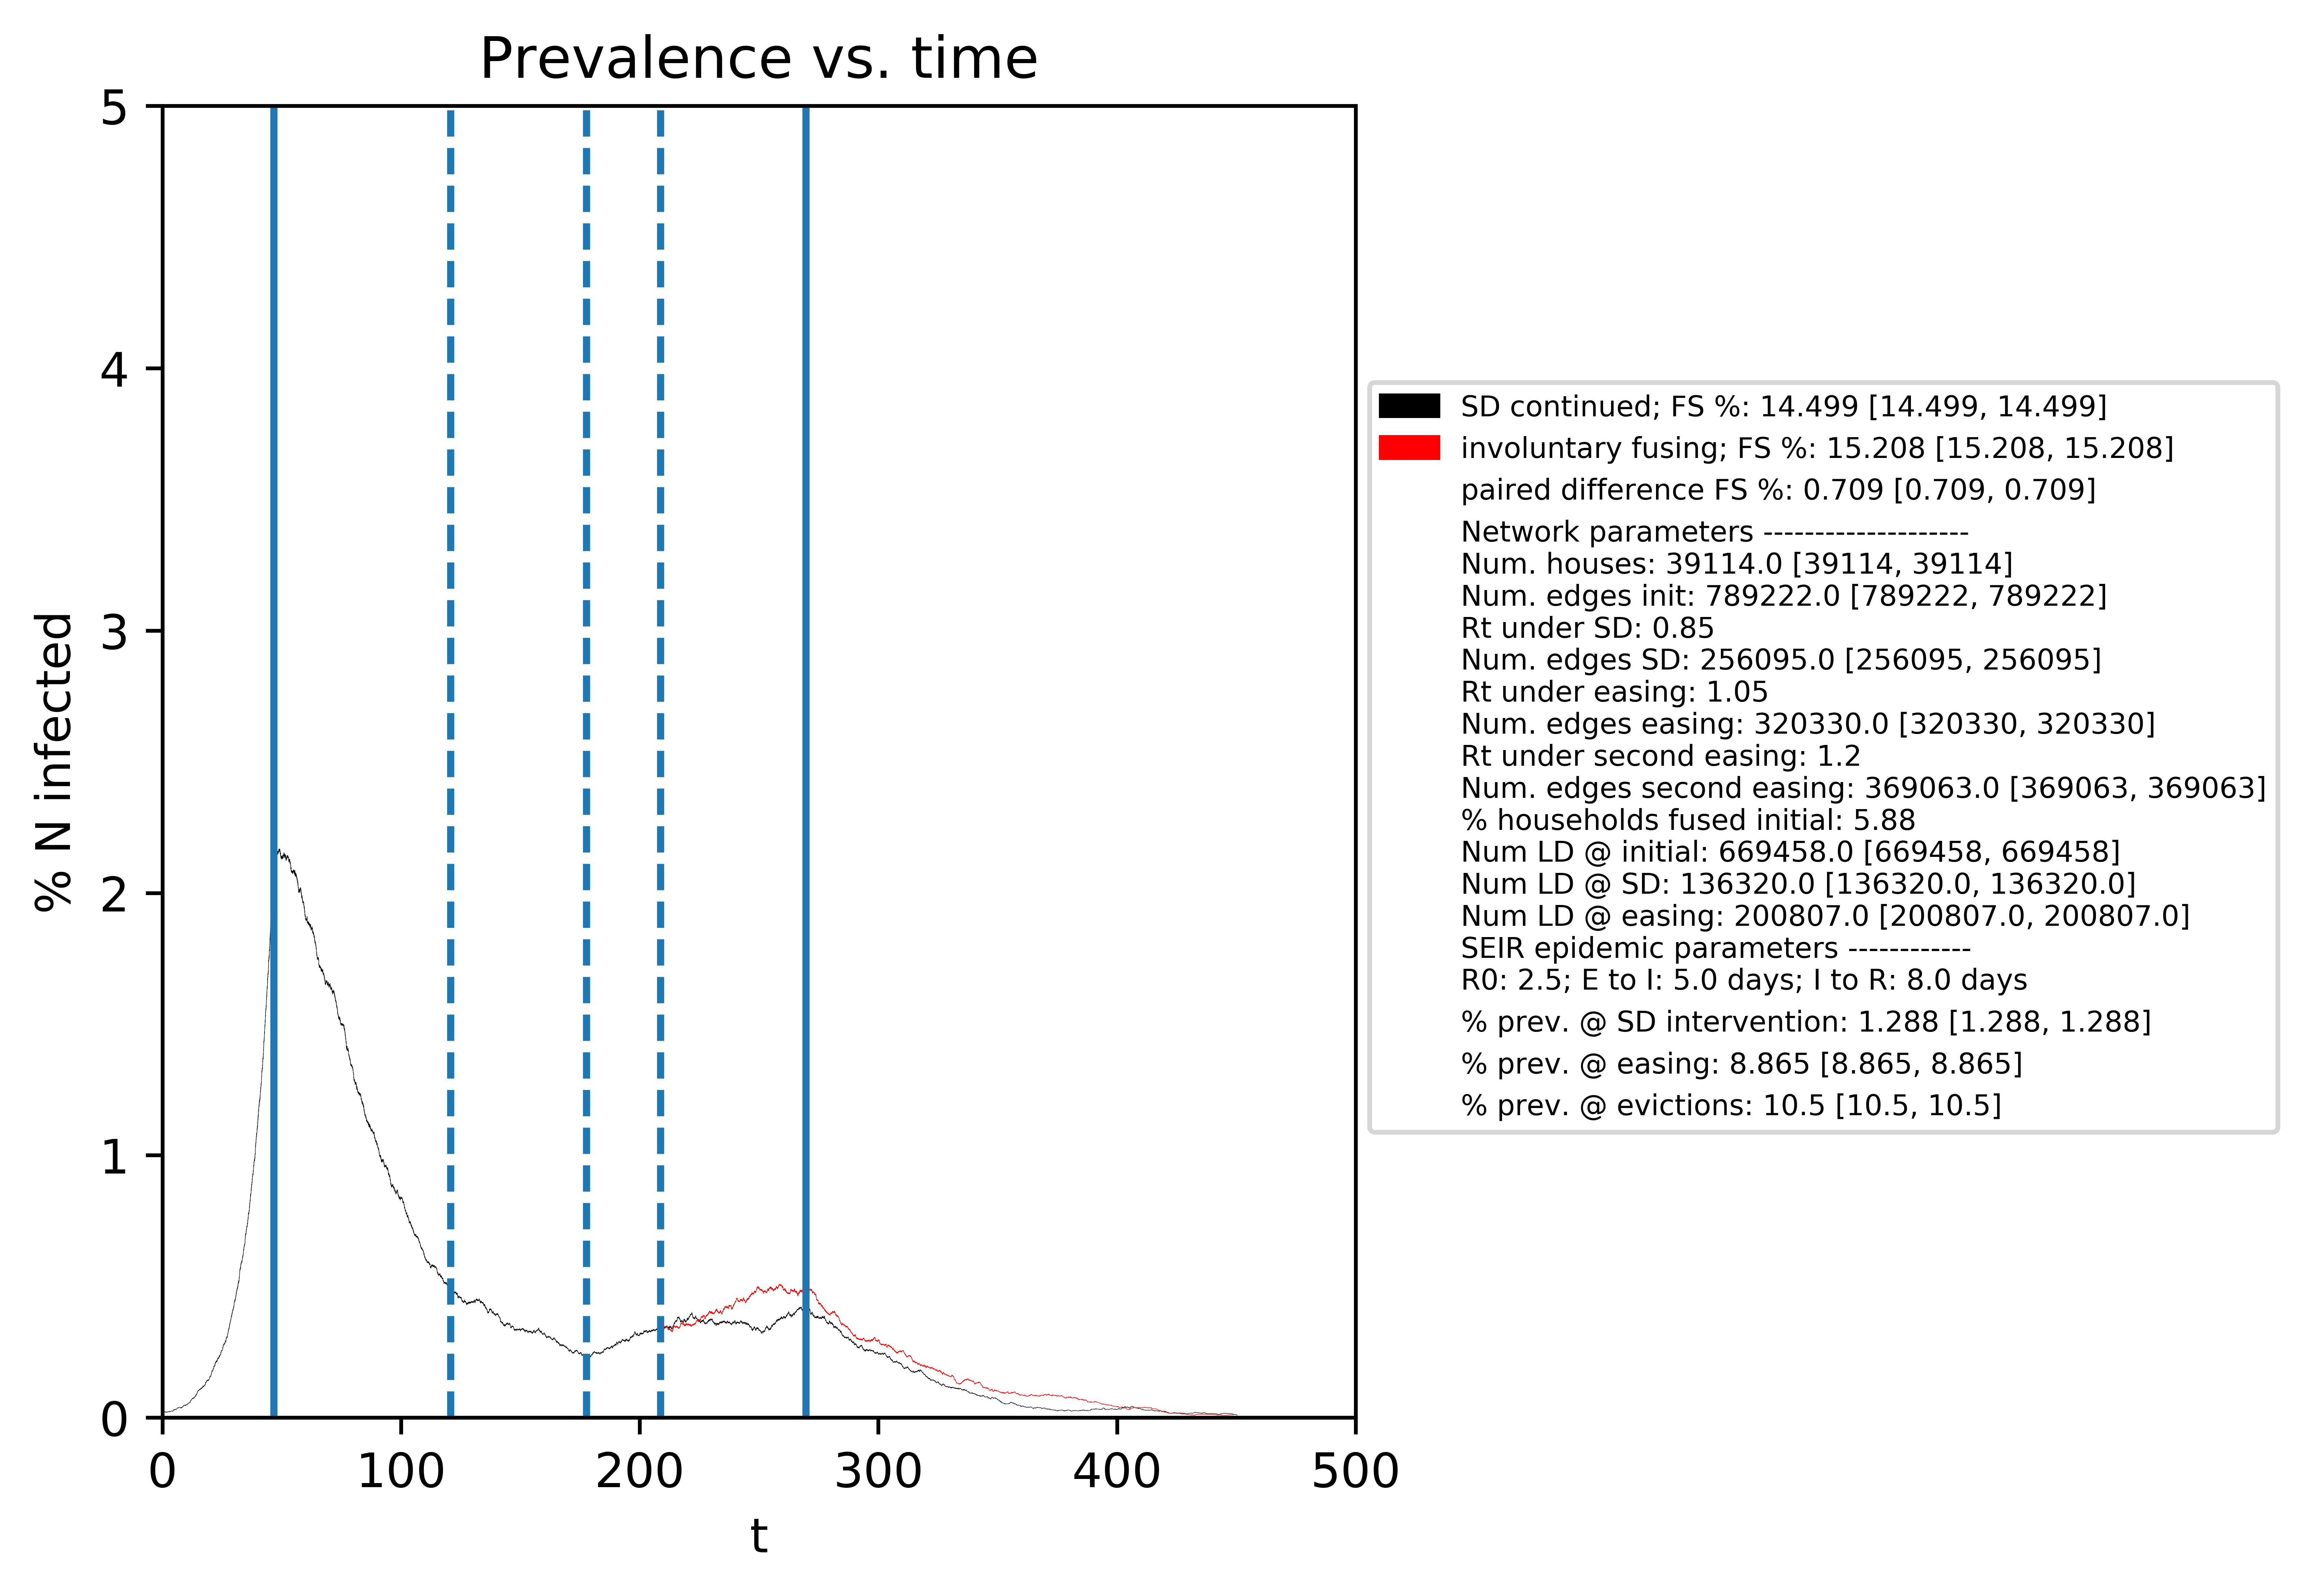 Prevalence vs. time
5
4
3
2
1
0
% N infected
0 100 200 300 400 500
t
SD continued; FS %: 14.499 [14.499, 14.499]
involuntary fusing; FS %: 15.208 [15.208, 15.208]
paired difference FS %: 0.709 [0.709, 0.709]
Network parameters --------------------
Num. houses: 39114.0 [39114, 39114]
Num. edges init: 789222.0 [789222, 789222]
Rt under SD: 0.85
Num. edges SD: 256095.0 [256095, 256095]
Rt under easing: 1.05
Num. edges easing: 320330.0 [320330, 320330]
Rt under second easing: 1.2
Num. edges second easing: 369063.0 [369063, 369063]
% households fused initial: 5.88
Num LD @ initial: 669458.0 [669458, 669458]
Num LD @ SD: 136320.0 [136320.0, 136320.0]
Num LD @ easing: 200807.0 [200807.0, 200807.0]
SEIR epidemic parameters ------------
R0: 2.5; E to I: 5.0 days; I to R: 8.0 days
% prev. @ SD intervention: 1.288 [1.288, 1.288]
% prev. @ easing: 8.865 [8.865, 8.865]
% prev. @ evictions: 10.5 [10.5, 10.5]